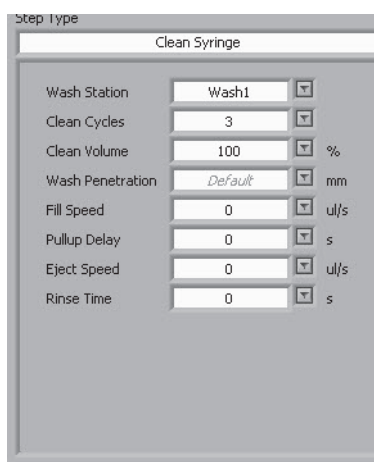 Step Type
Clean Syringe
Wash Station Wash1
Clean Cycles 3
Clean Volume 100 %
Wash Penetration Default mm
Fill Speed 0 ul/s
Pullup Delay 0 s
Eject Speed 0 ul/s
Rinse Time 0 s